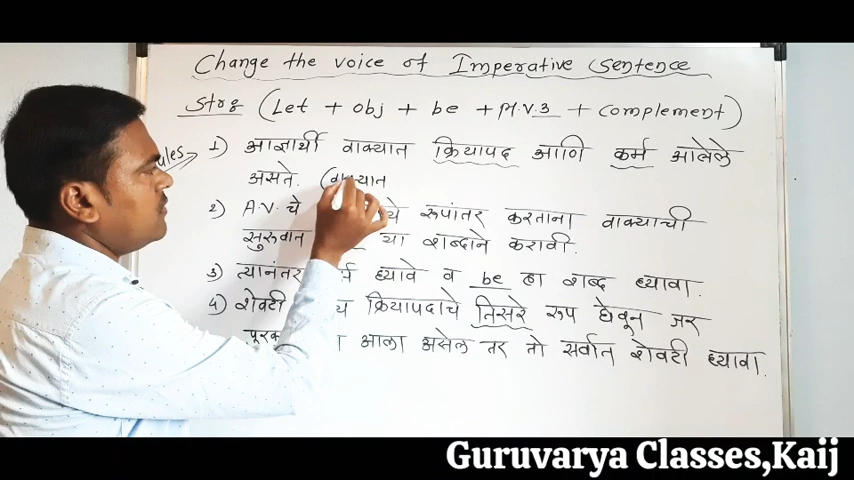 Change the voice of Imperative Sentence
Str: (Let + obj + be + M.V.3 + complement)
1) आज्ञार्थी वाक्यात क्रियापद आणि कर्म आलेले
असते. (वाक्यात
2) A.V. चे रूपांतर करताना वाक्याची
सुरुवात या शब्दाने करावी.
3) त्यानंतर घ्यावे व be हा शब्द घ्यावा.
4) शेवटी क्रियापदाचे तिसरे रूप घेवून जर
आला असेल तर तो सर्वात शेवटी घ्यावा.
Guruvarya Classes,Kaij